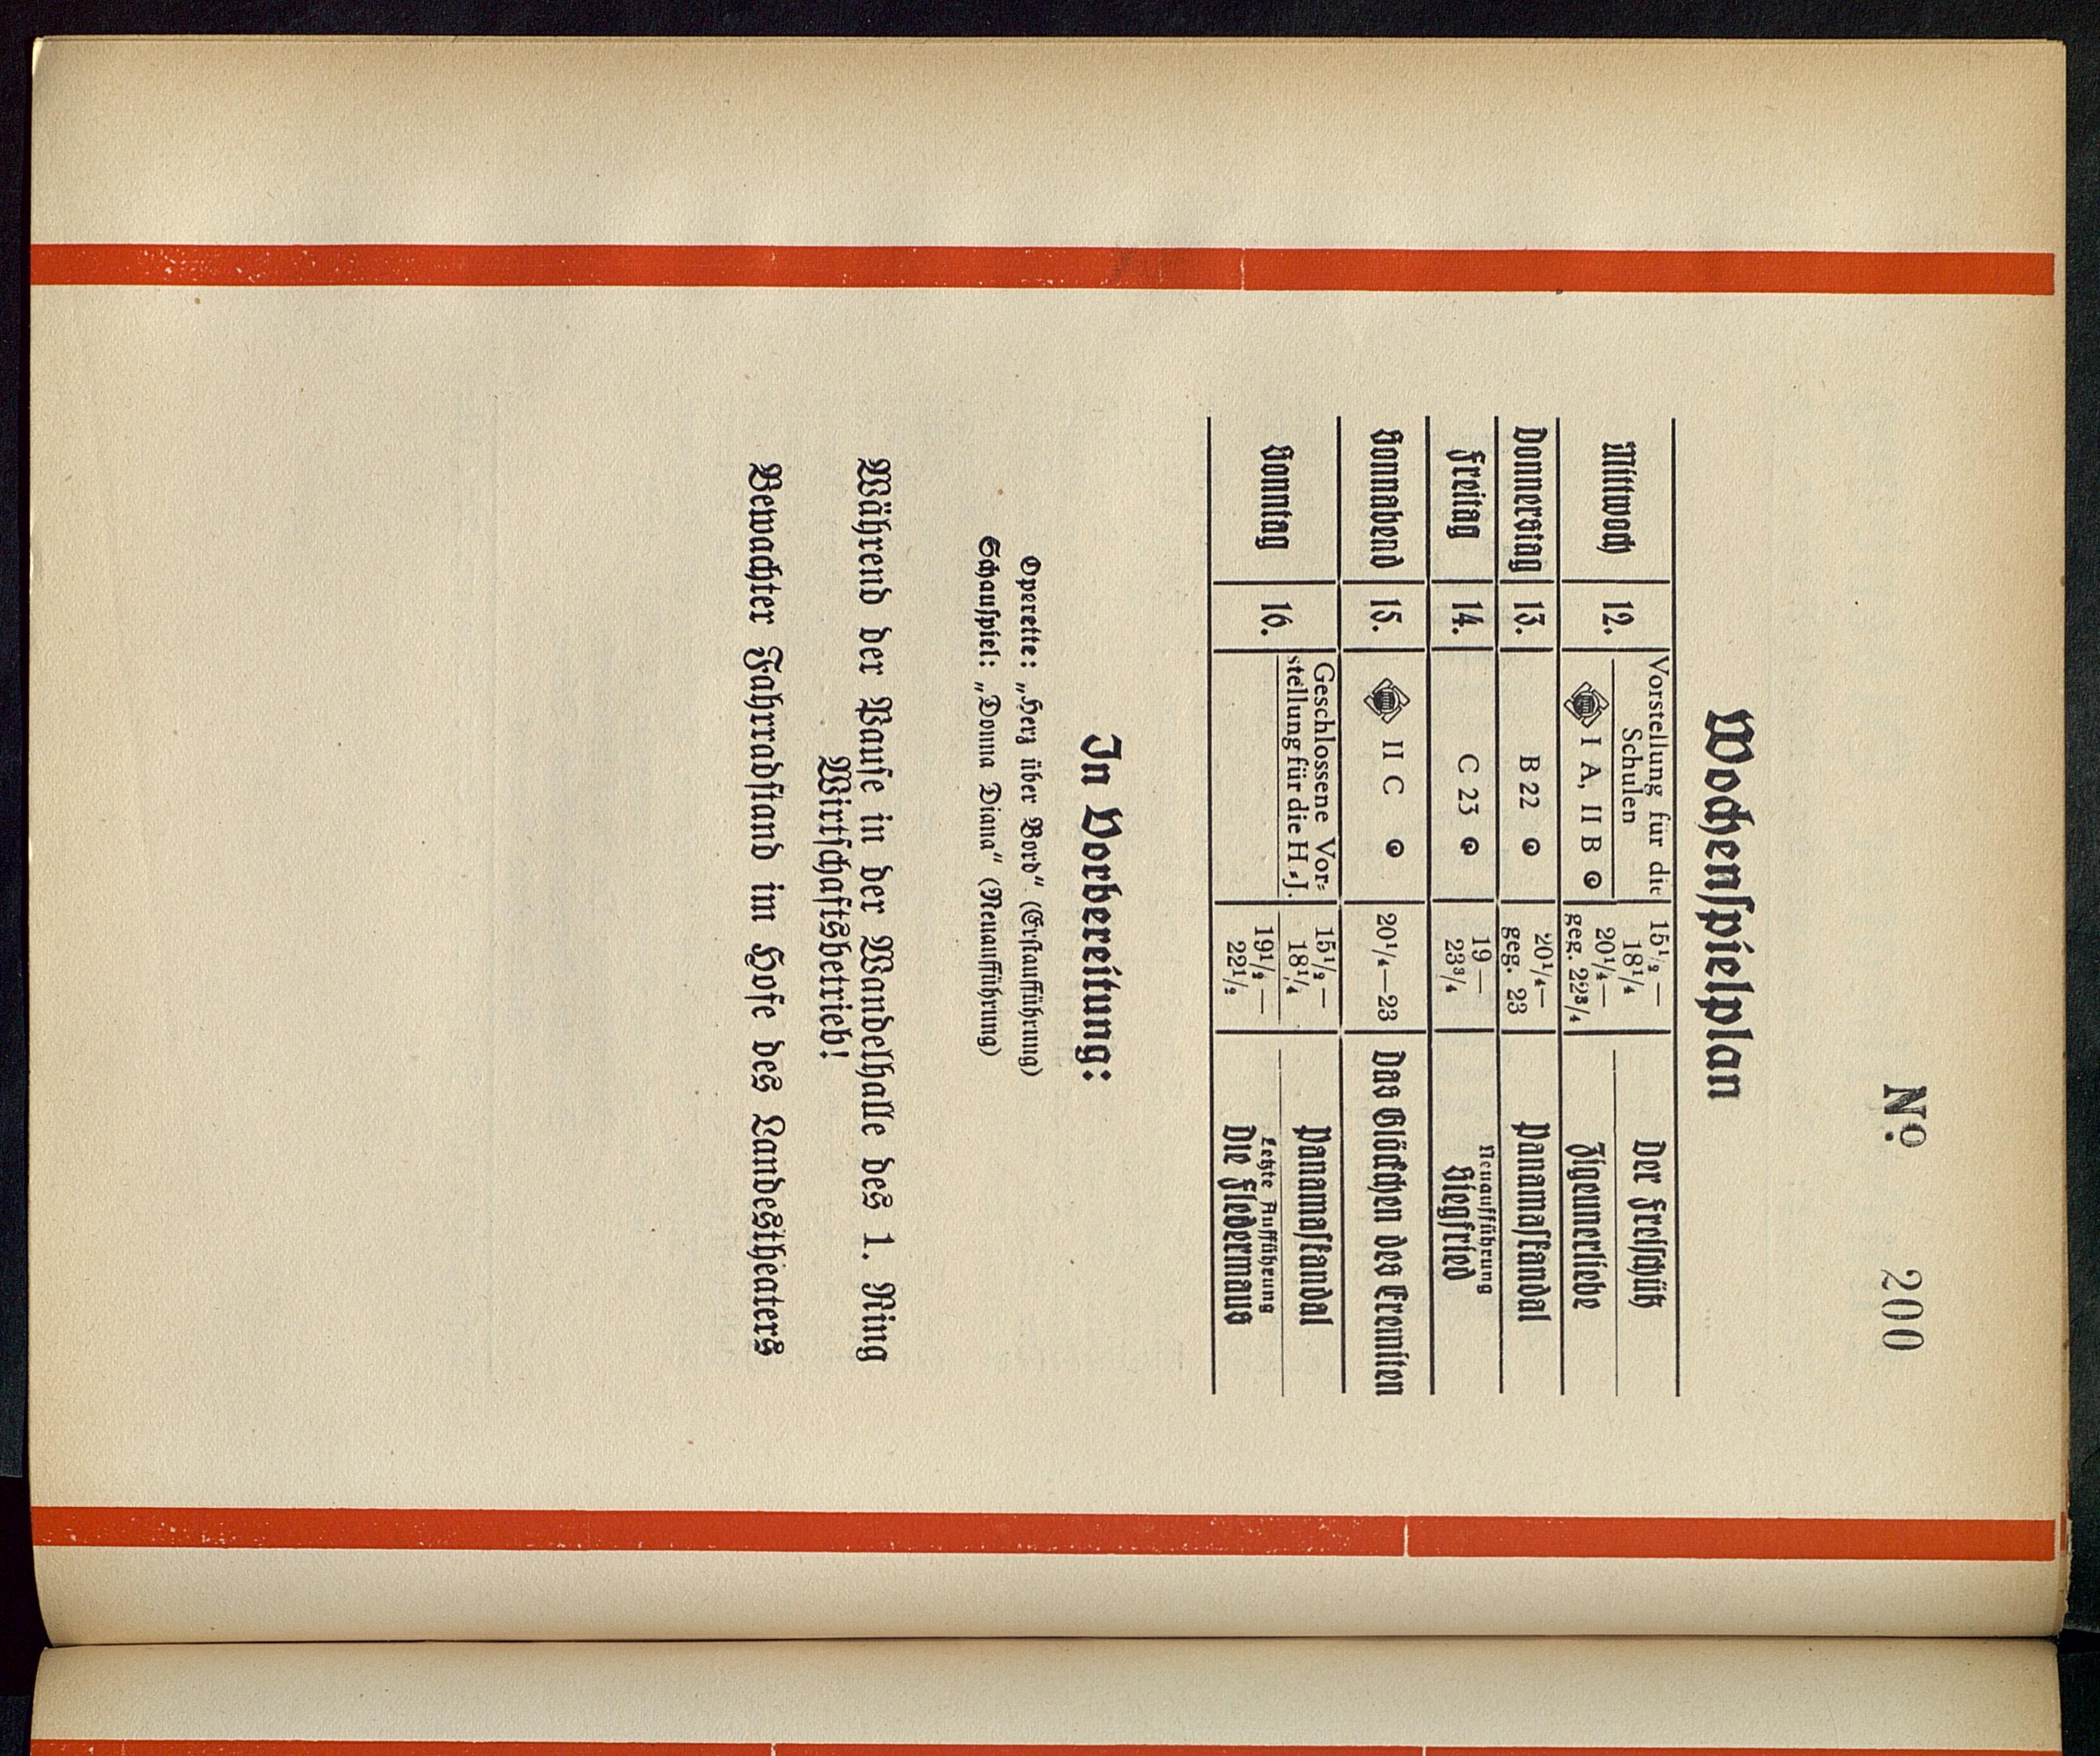 Nº. 200
Wochenspielplan
Mittwoch 12. Vorstellung für die Schulen 15½— 18¼ Der Freischütz
I A, II B 20¼— geg. 22¾ Zigeunerliebe
Donnerstag 13. B 22 20¼— geg. 23 Panamaskandal
Freitag 14. C 23 19— 23¾ Neuaufführung Siegfried
Sonnabend 15. II C 20¼—23 Das Glöckchen des Eremiten
Sonntag 16. Geschlossene Vor-stellung für die H.-J. 15½— 18¼ Panamaskandal
19½— 22½ Letzte Aufführung Die Fledermaus
In Vorbereitung:
Operette: „Herz über Bord“ (Erstaufführung)
Schauspiel: „Donna Diana“ (Neuaufführung)
Während der Pause in der Wandelhalle des 1. Ring
Wirtschaftsbetrieb!
Bewachter Fahrradstand im Hofe des Landestheaters